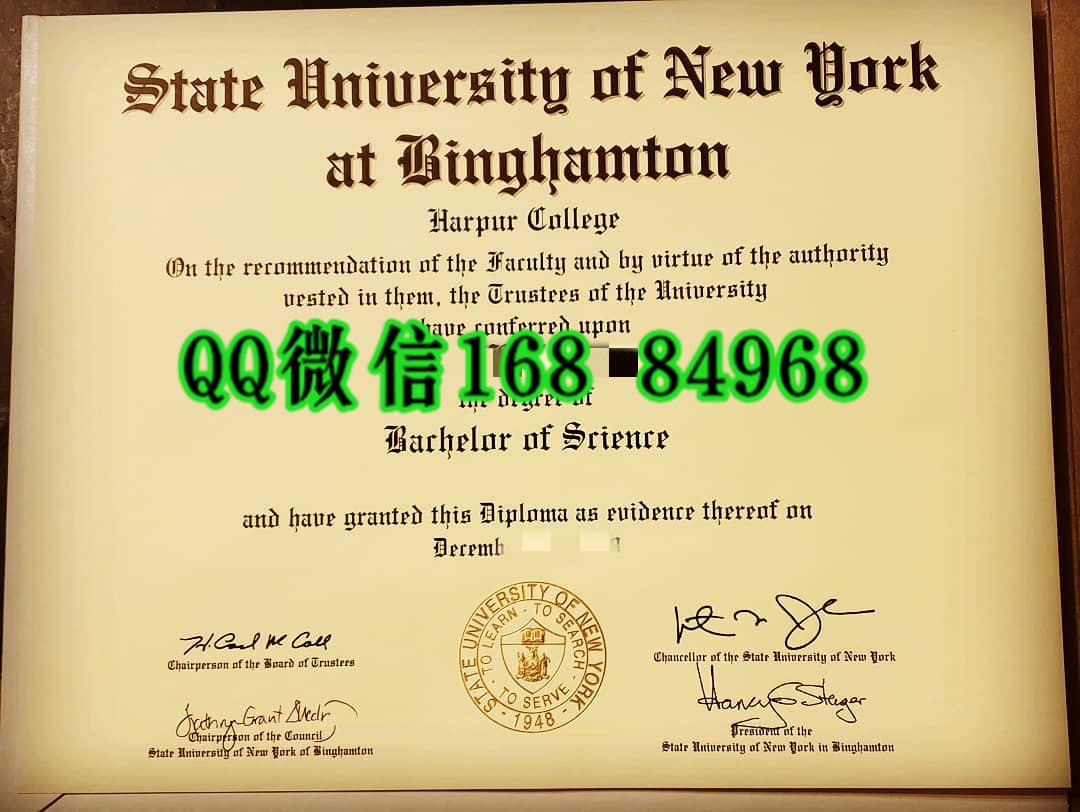 State University of New York
at Binghamton
Harpur College
On the recommendation of the Faculty and by virtue of the authority
vested in them, the Trustees of the University
have conferred upon
QQ微信168 84968
the degree of
Bachelor of Science
and have granted this Diploma as evidence thereof on
Decemb
STATE UNIVERSITY OF NEW YORK
TO LEARN - TO SEARCH - TO SERVE
· 1948 ·
Chairperson of the Board of Trustees
Chancellor of the State University of New York
Chairperson of the Council
State University of New York of Binghamton
President of the
State University of New York in Binghamton